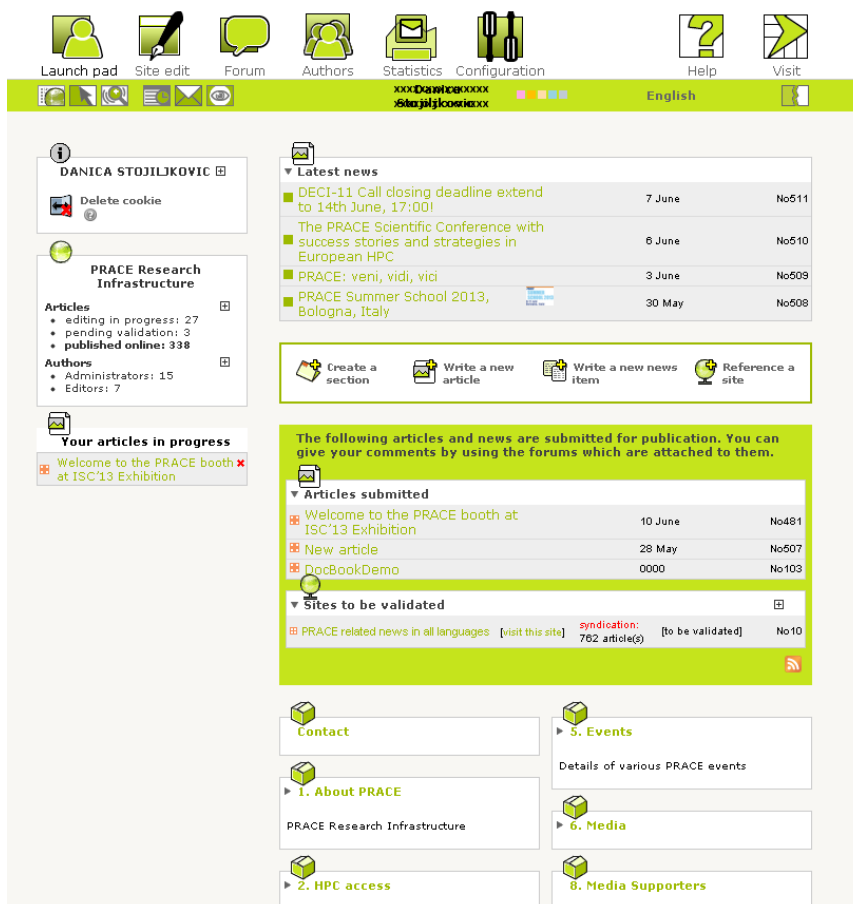 Launch pad Site edit Forum Authors Statistics Configuration Help Visit
English
DANICA STOJILJKOVIC
Delete cookie
PRACE Research
Infrastructure
Articles
editing in progress: 27
pending validation: 3
published online: 338
Authors
Administrators: 15
Editors: 7
Your articles in progress
Welcome to the PRACE booth
at ISC'13 Exhibition
Latest news
DECI-11 Call closing deadline extend
to 14th June, 17:00!
7 June No511
The PRACE Scientific Conference with
success stories and strategies in
European HPC
6 June No510
PRACE: veni, vidi, vici 3 June No509
PRACE Summer School 2013,
Bologna, Italy
30 May No508
Create a
section
Write a new
article
Write a new news
item
Reference a
site
The following articles and news are submitted for publication. You can
give your comments by using the forums which are attached to them.
Articles submitted
Welcome to the PRACE booth at
ISC'13 Exhibition
10 June No481
New article 28 May No507
DocBookDemo 0000 No103
Sites to be validated
PRACE related news in all languages [visit this site] syndication:
762 article(s) [to be validated] No10
Contact
1. About PRACE
PRACE Research Infrastructure
2. HPC access
5. Events
Details of various PRACE events
6. Media
8. Media Supporters